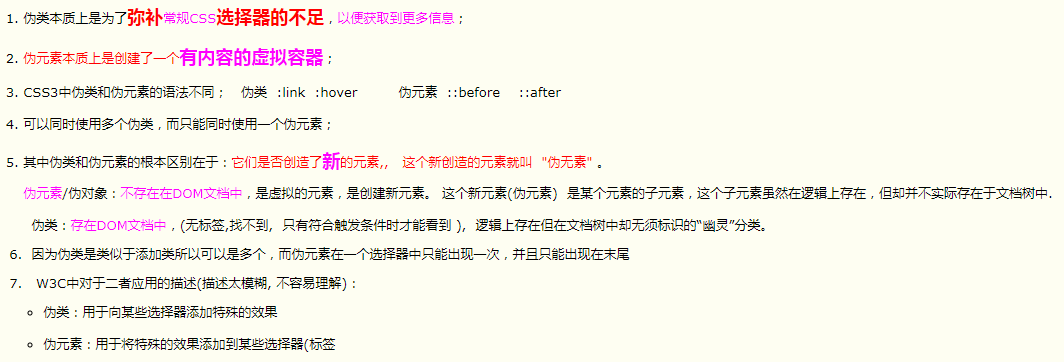 1. 伪类本质上是为了弥补常规CSS选择器的不足，以便获取到更多信息；
2. 伪元素本质上是创建了一个有内容的虚拟容器；
3. CSS3中伪类和伪元素的语法不同； 伪类 :link :hover 伪元素 ::before ::after
4. 可以同时使用多个伪类，而只能同时使用一个伪元素；
5. 其中伪类和伪元素的根本区别在于：它们是否创造了新的元素,, 这个新创造的元素就叫 "伪无素" 。
伪元素/伪对象：不存在在DOM文档中，是虚拟的元素，是创建新元素。 这个新元素(伪元素) 是某个元素的子元素，这个子元素虽然在逻辑上存在，但却并不实际存在于文档树中.
伪类：存在DOM文档中，(无标签,找不到, 只有符合触发条件时才能看到 ), 逻辑上存在但在文档树中却无须标识的“幽灵”分类。
6. 因为伪类是类似于添加类所以可以是多个，而伪元素在一个选择器中只能出现一次，并且只能出现在末尾
7. W3C中对于二者应用的描述(描述太模糊, 不容易理解)：
伪类：用于向某些选择器添加特殊的效果
伪元素：用于将特殊的效果添加到某些选择器(标签